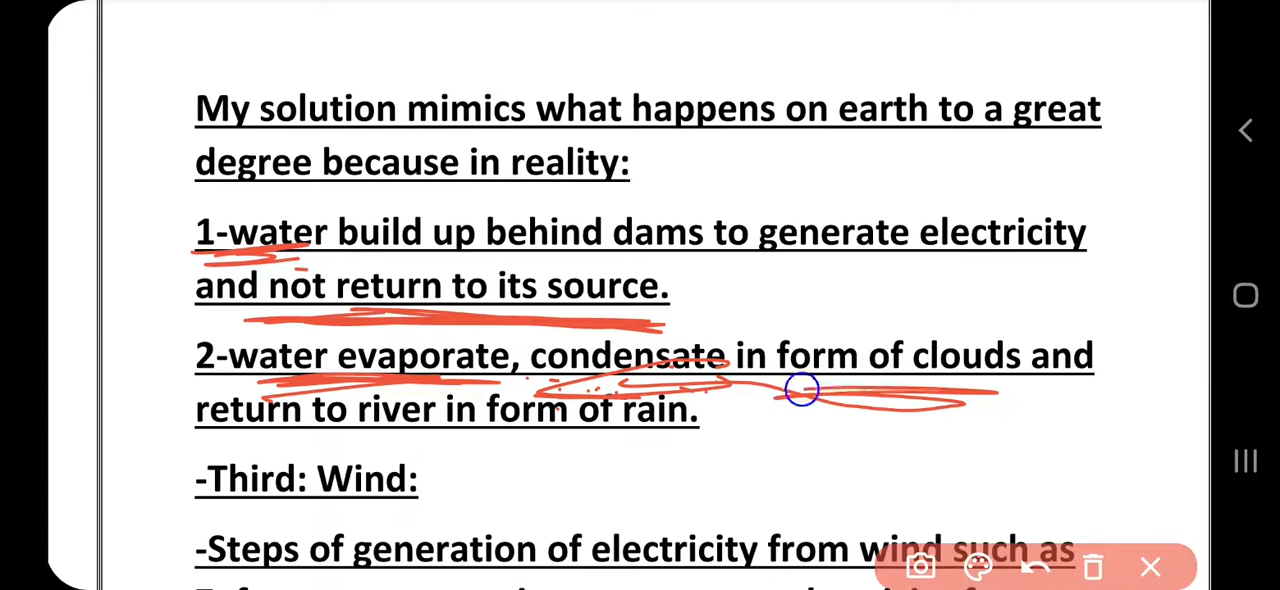 My solution mimics what happens on earth to a great
degree because in reality:
1-water build up behind dams to generate electricity
and not return to its source.
2-water evaporate, condensate in form of clouds and
return to river in form of rain.
-Third: Wind:
-Steps of generation of electricity from wind such as